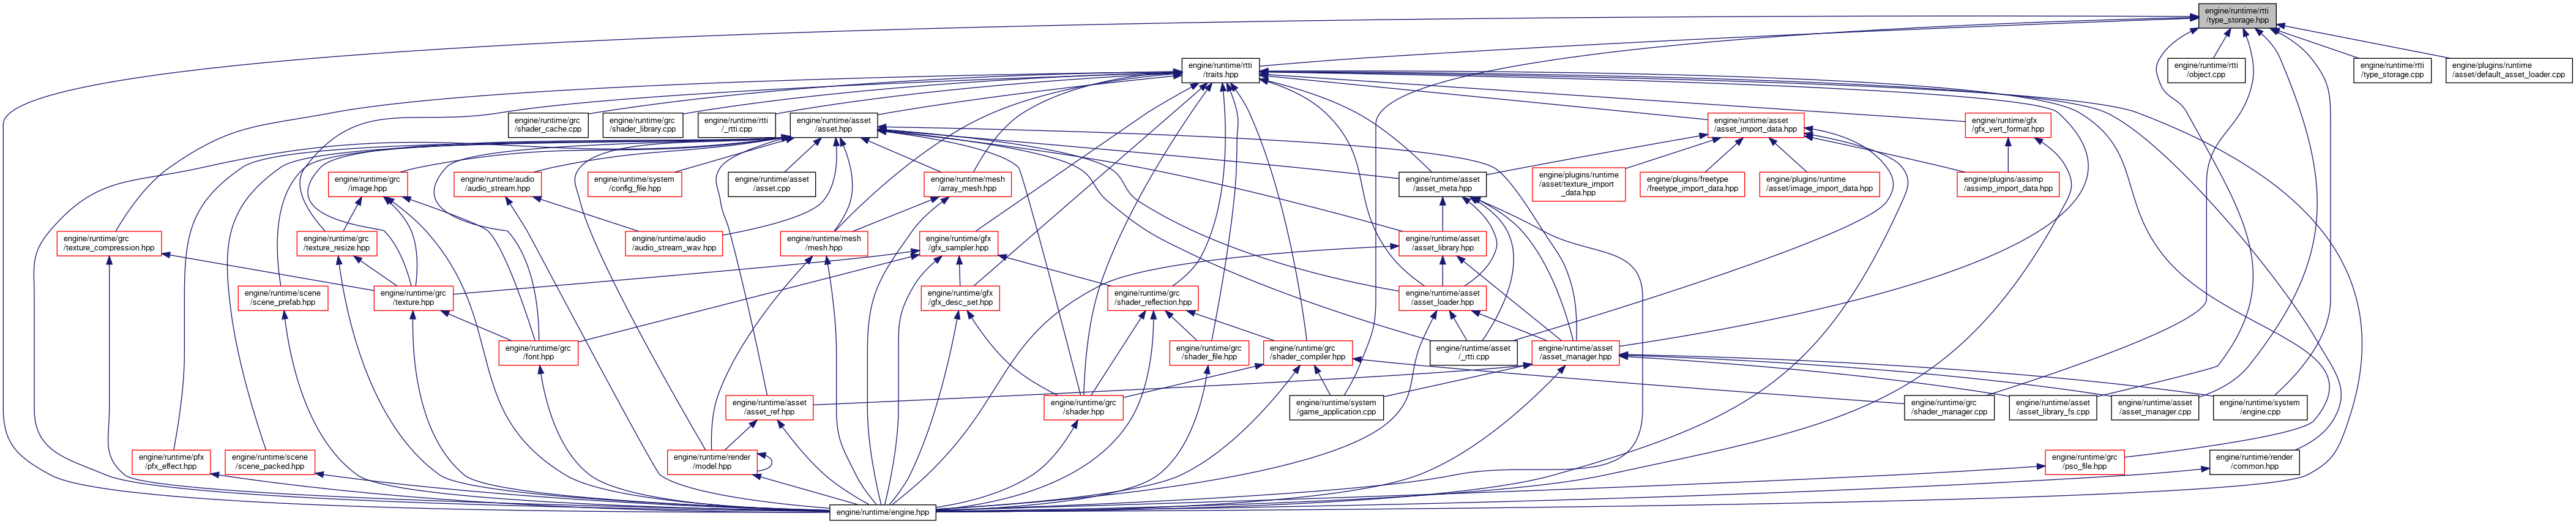 engine/runtime/rtti
/type_storage.hpp
engine/runtime/rtti
/traits.hpp
engine/runtime/rtti
/object.cpp
engine/runtime/rtti
/type_storage.cpp
engine/plugins/runtime
/asset/default_asset_loader.cpp
engine/runtime/grc
/shader_cache.cpp
engine/runtime/grc
/shader_library.cpp
engine/runtime/rtti
/_rtti.cpp
engine/runtime/asset
/asset.hpp
engine/runtime/asset
/asset_import_data.hpp
engine/runtime/gfx
/gfx_vert_format.hpp
engine/runtime/grc
/image.hpp
engine/runtime/audio
/audio_stream.hpp
engine/runtime/system
/config_file.hpp
engine/runtime/asset
/asset.cpp
engine/runtime/mesh
/array_mesh.hpp
engine/runtime/asset
/asset_meta.hpp
engine/plugins/runtime
/asset/texture_import
_data.hpp
engine/plugins/freetype
/freetype_import_data.hpp
engine/plugins/runtime
/asset/image_import_data.hpp
engine/plugins/assimp
/assimp_import_data.hpp
engine/runtime/grc
/texture_compression.hpp
engine/runtime/grc
/texture_resize.hpp
engine/runtime/audio
/audio_stream_wav.hpp
engine/runtime/mesh
/mesh.hpp
engine/runtime/gfx
/gfx_sampler.hpp
engine/runtime/asset
/asset_library.hpp
engine/runtime/scene
/scene_prefab.hpp
engine/runtime/grc
/texture.hpp
engine/runtime/gfx
/gfx_desc_set.hpp
engine/runtime/grc
/shader_reflection.hpp
engine/runtime/asset
/asset_loader.hpp
engine/runtime/grc
/font.hpp
engine/runtime/grc
/shader_file.hpp
engine/runtime/grc
/shader_compiler.hpp
engine/runtime/asset
/_rtti.cpp
engine/runtime/asset
/asset_manager.hpp
engine/runtime/asset
/asset_ref.hpp
engine/runtime/grc
/shader.hpp
engine/runtime/system
/game_application.cpp
engine/runtime/grc
/shader_manager.cpp
engine/runtime/asset
/asset_library_fs.cpp
engine/runtime/asset
/asset_manager.cpp
engine/runtime/system
/engine.cpp
engine/runtime/pfx
/pfx_effect.hpp
engine/runtime/scene
/scene_packed.hpp
engine/runtime/render
/model.hpp
engine/runtime/grc
/pso_file.hpp
engine/runtime/render
/common.hpp
engine/runtime/engine.hpp